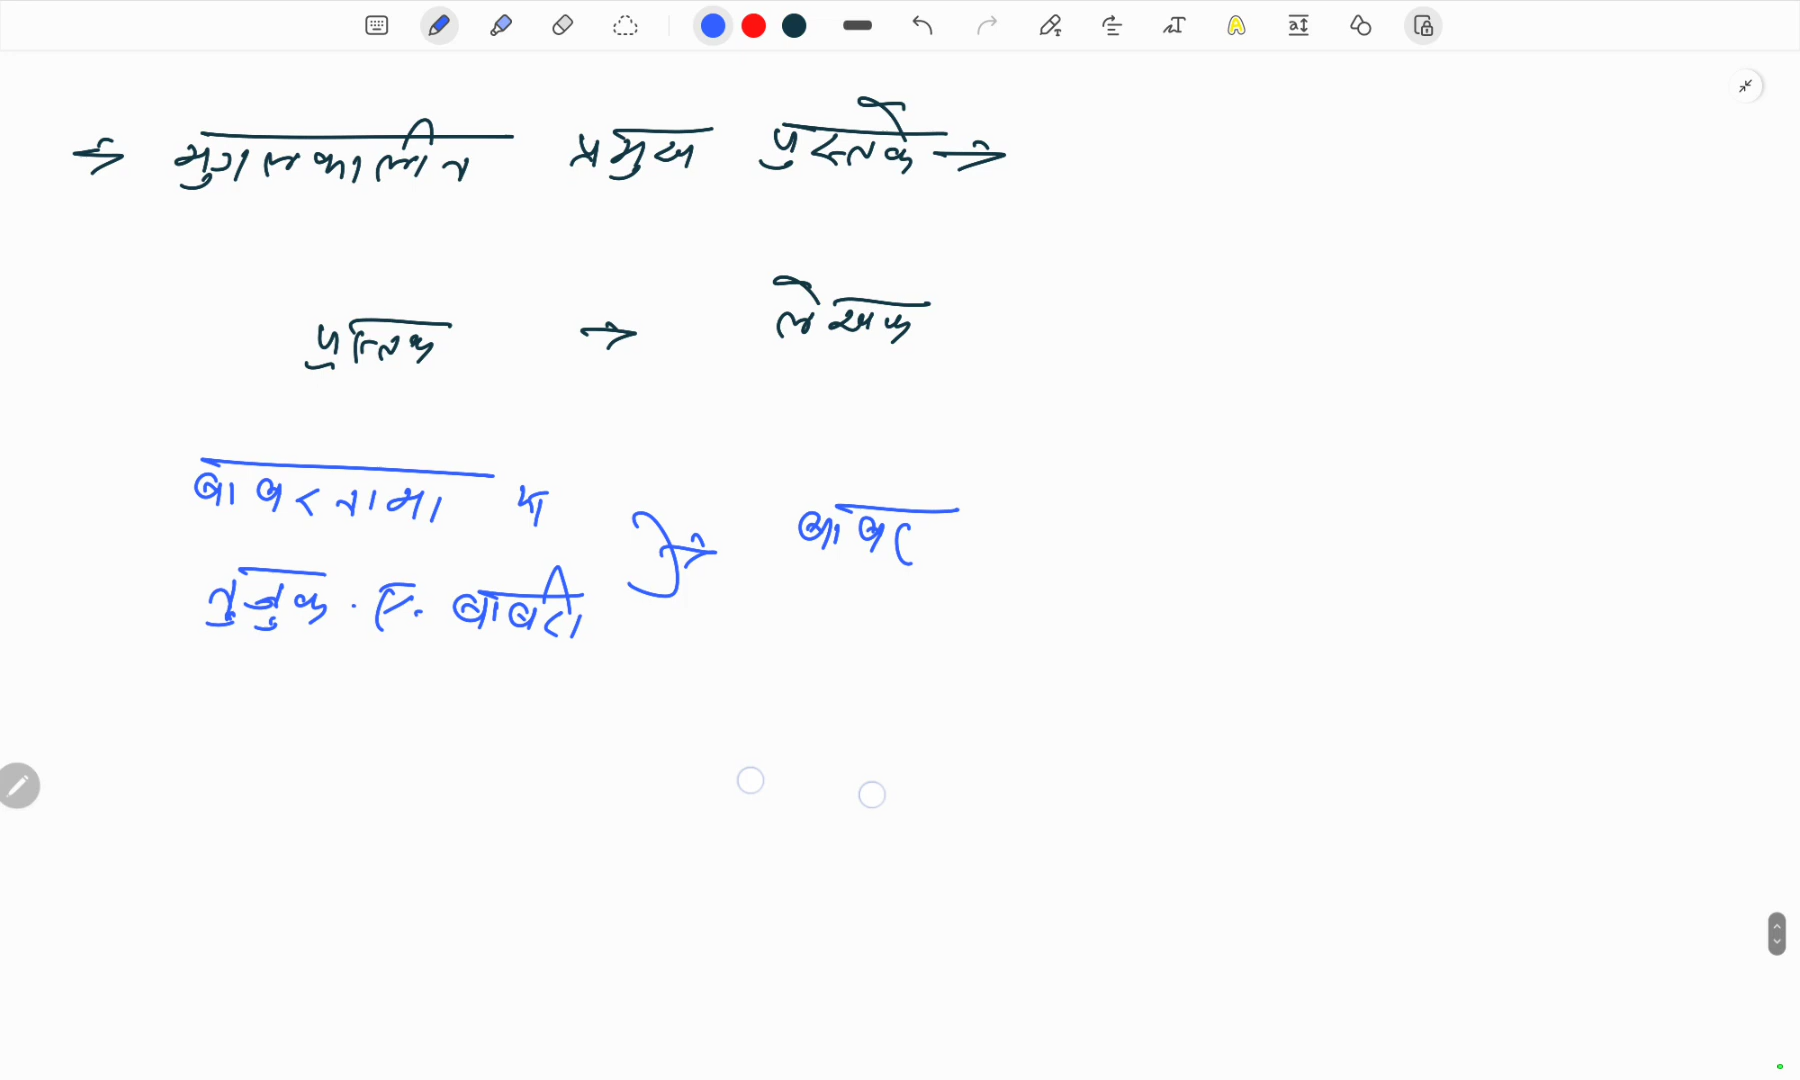 ⇒ मुगलकालीन प्रमुख पुस्तकें →
पुस्तक → लेखक
बाबरनामा या
तुजुक-ए-बाबरी } → बाबर